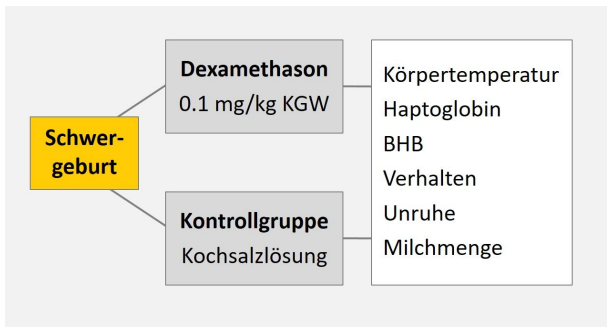 Schwer-
geburt
Dexamethason
0.1 mg/kg KGW
Kontrollgruppe
Kochsalzlösung
Körpertemperatur
Haptoglobin
BHB
Verhalten
Unruhe
Milchmenge